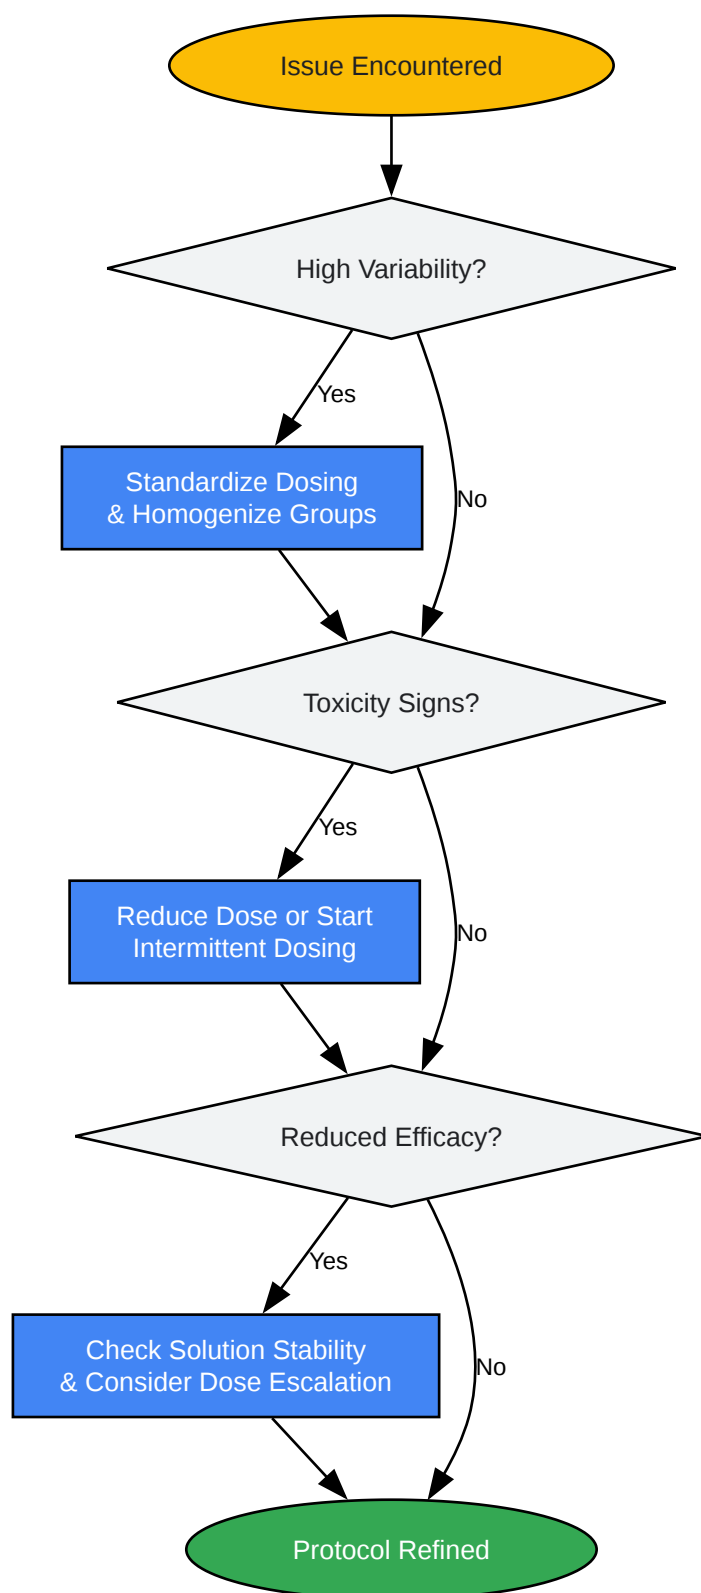 Issue Encountered
High Variability?
Yes
Standardize Dosing
& Homogenize Groups
No
Toxicity Signs?
Yes
Reduce Dose or Start
Intermittent Dosing
No
Reduced Efficacy?
Yes
Check Solution Stability
& Consider Dose Escalation
No
Protocol Refined